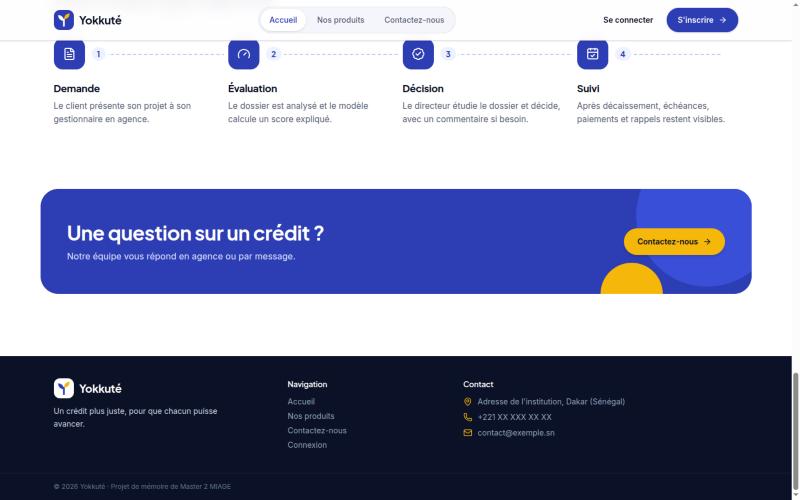 Yokkuté
Accueil
Nos produits
Contactez-nous
Se connecter
S'inscrire
1
2
3
4
Demande
Le client présente son projet à son
gestionnaire en agence.
Évaluation
Le dossier est analysé et le modèle
calcule un score expliqué.
Décision
Le directeur étudie le dossier et décide,
avec un commentaire si besoin.
Suivi
Après décaissement, échéances,
paiements et rappels restent visibles.
Une question sur un crédit ?
Notre équipe vous répond en agence ou par message.
Contactez-nous
Yokkuté
Un crédit plus juste, pour que chacun puisse
avancer.
Navigation
Accueil
Nos produits
Contactez-nous
Connexion
Contact
Adresse de l'institution, Dakar (Sénégal)
+221 XX XXX XX XX
contact@exemple.sn
© 2026 Yokkuté · Projet de mémoire de Master 2 MIAGE